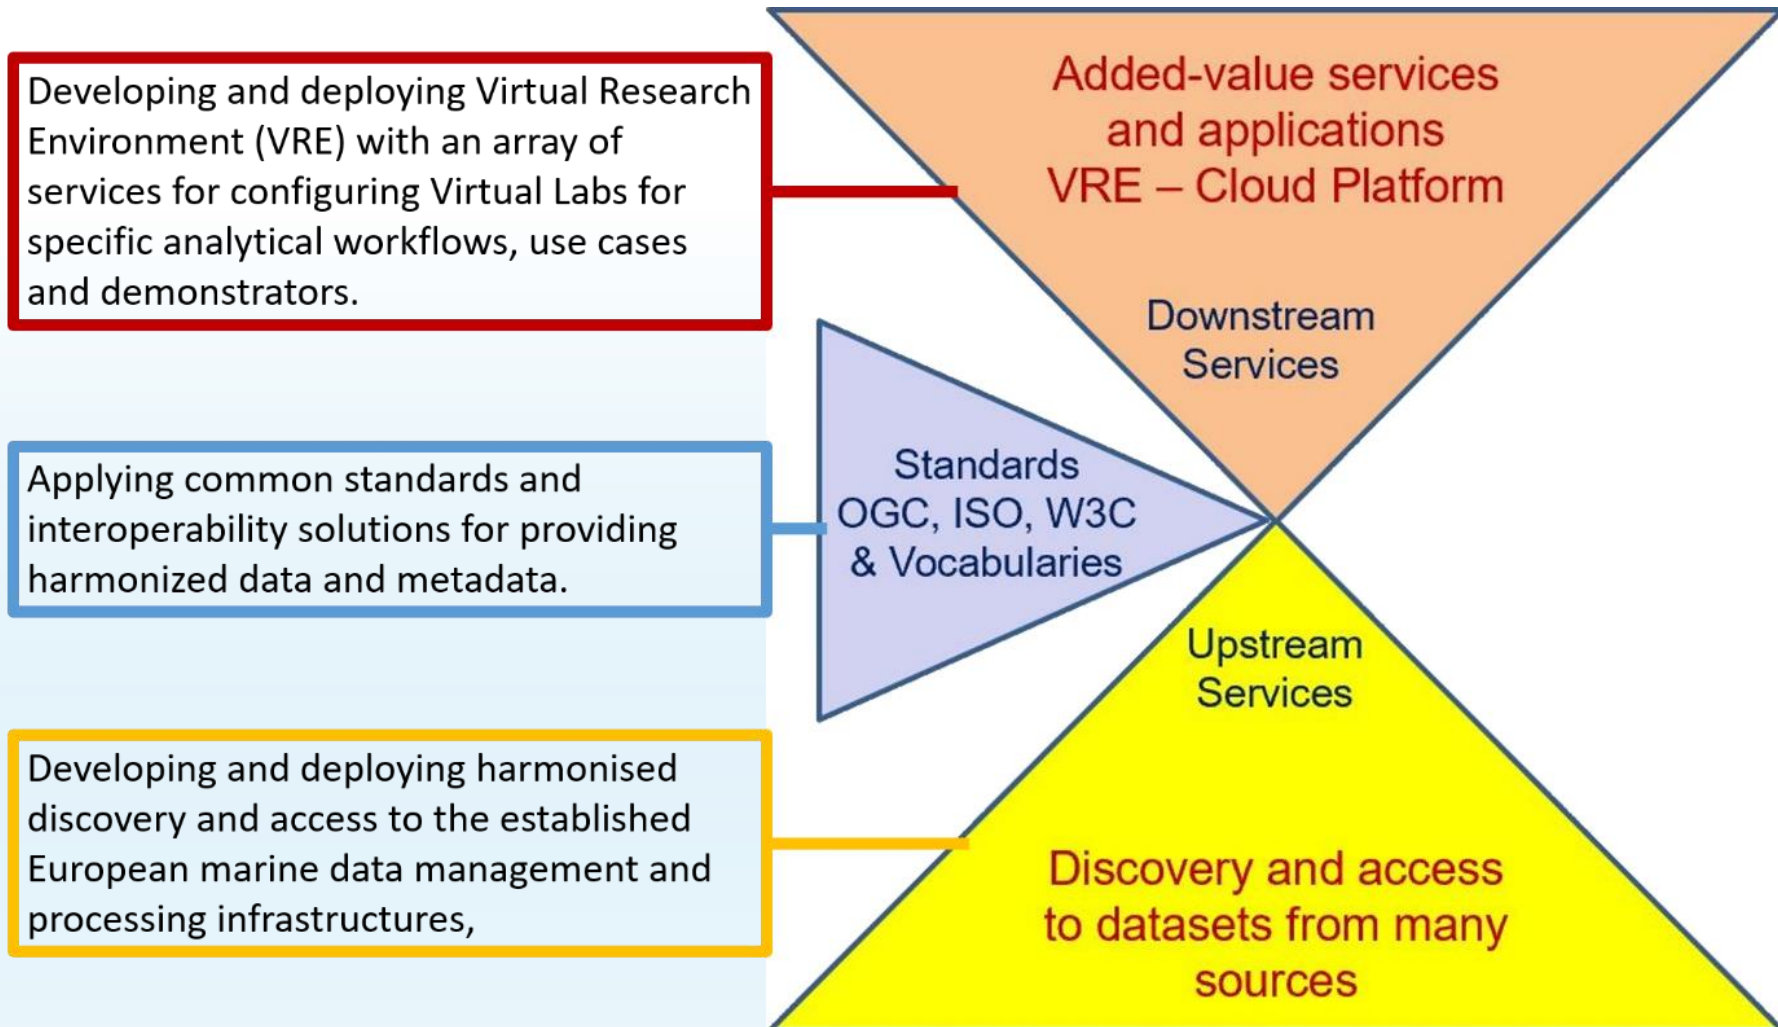 Developing and deploying Virtual Research
Environment (VRE) with an array of
services for configuring Virtual Labs for
specific analytical workflows, use cases
and demonstrators.
Added-value services
and applications
VRE – Cloud Platform
Downstream
Services
Applying common standards and
interoperability solutions for providing
harmonized data and metadata.
Standards
OGC, ISO, W3C
& Vocabularies
Upstream
Services
Developing and deploying harmonised
discovery and access to the established
European marine data management and
processing infrastructures,
Discovery and access
to datasets from many
sources